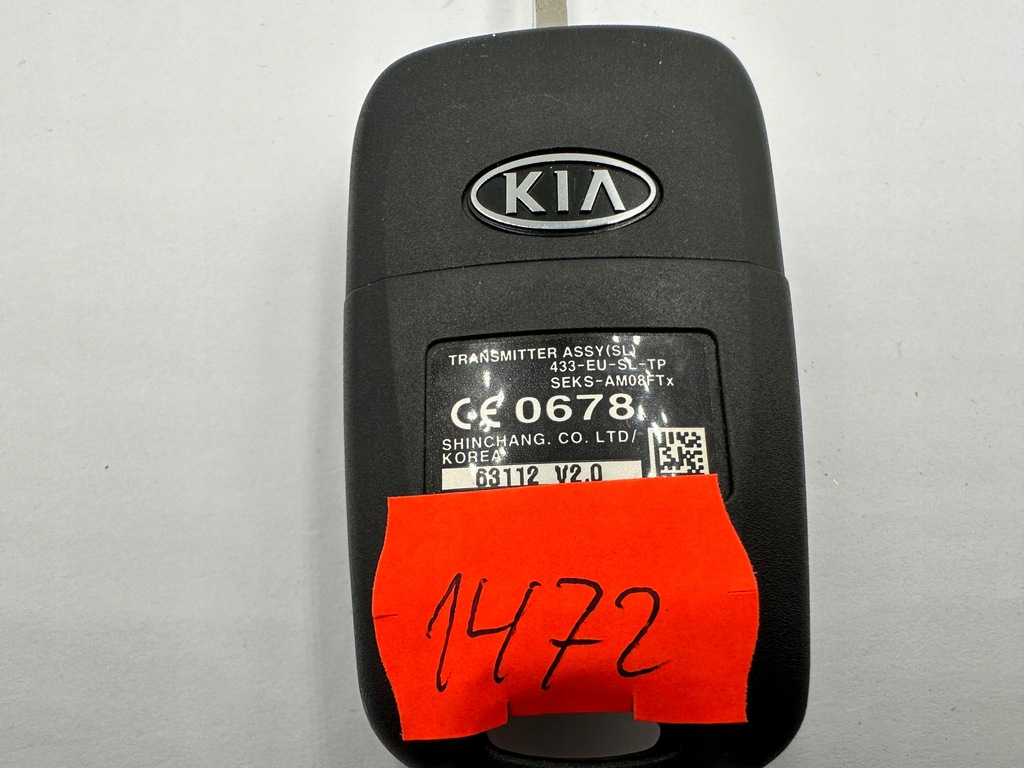 KIA
TRANSMITTER ASSY(SL)
433-EU-SL-TP
SEKS-AM08FTx
CE 0678
SHINCHANG. CO. LTD/
KOREA
63112 V2.0
1472